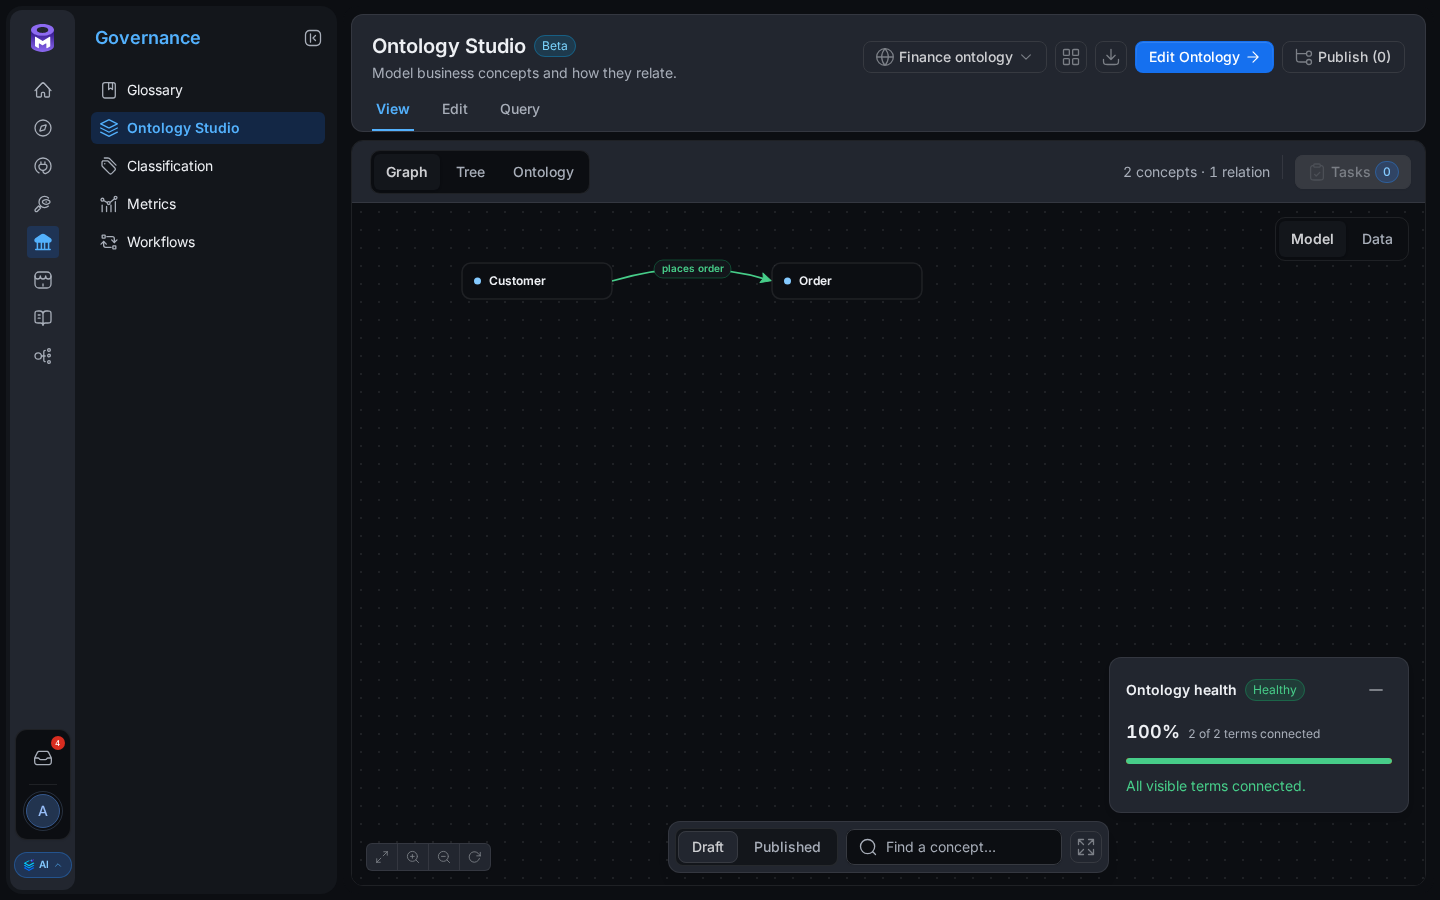 Governance
Glossary
Ontology Studio
Classification
Metrics
Workflows
4
A
AI
Ontology Studio Beta
Model business concepts and how they relate.
Finance ontology
Edit Ontology
Publish (0)
View Edit Query
Graph Tree Ontology
2 concepts · 1 relation
Tasks 0
Model Data
Customer
places order
Order
Ontology health Healthy
100% 2 of 2 terms connected
All visible terms connected.
Draft Published
Find a concept...